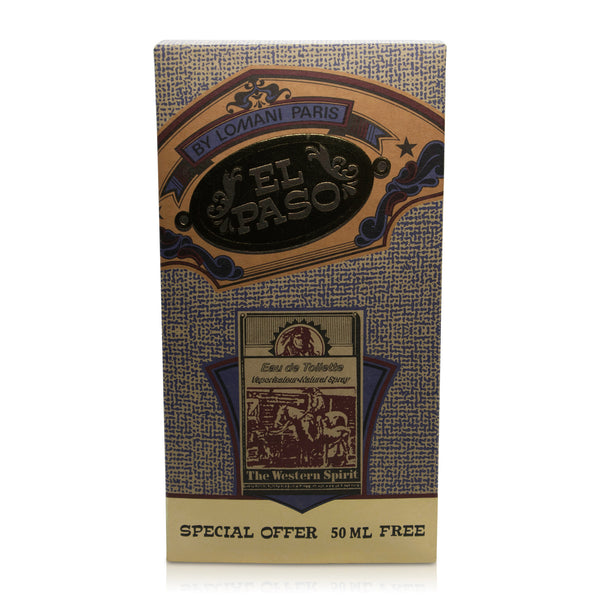 BY LOMANI PARIS
EL
PASO
Eau de Toilette
Vaporisateur-Natural Spray
The Western Spirit
SPECIAL OFFER 50 ML FREE